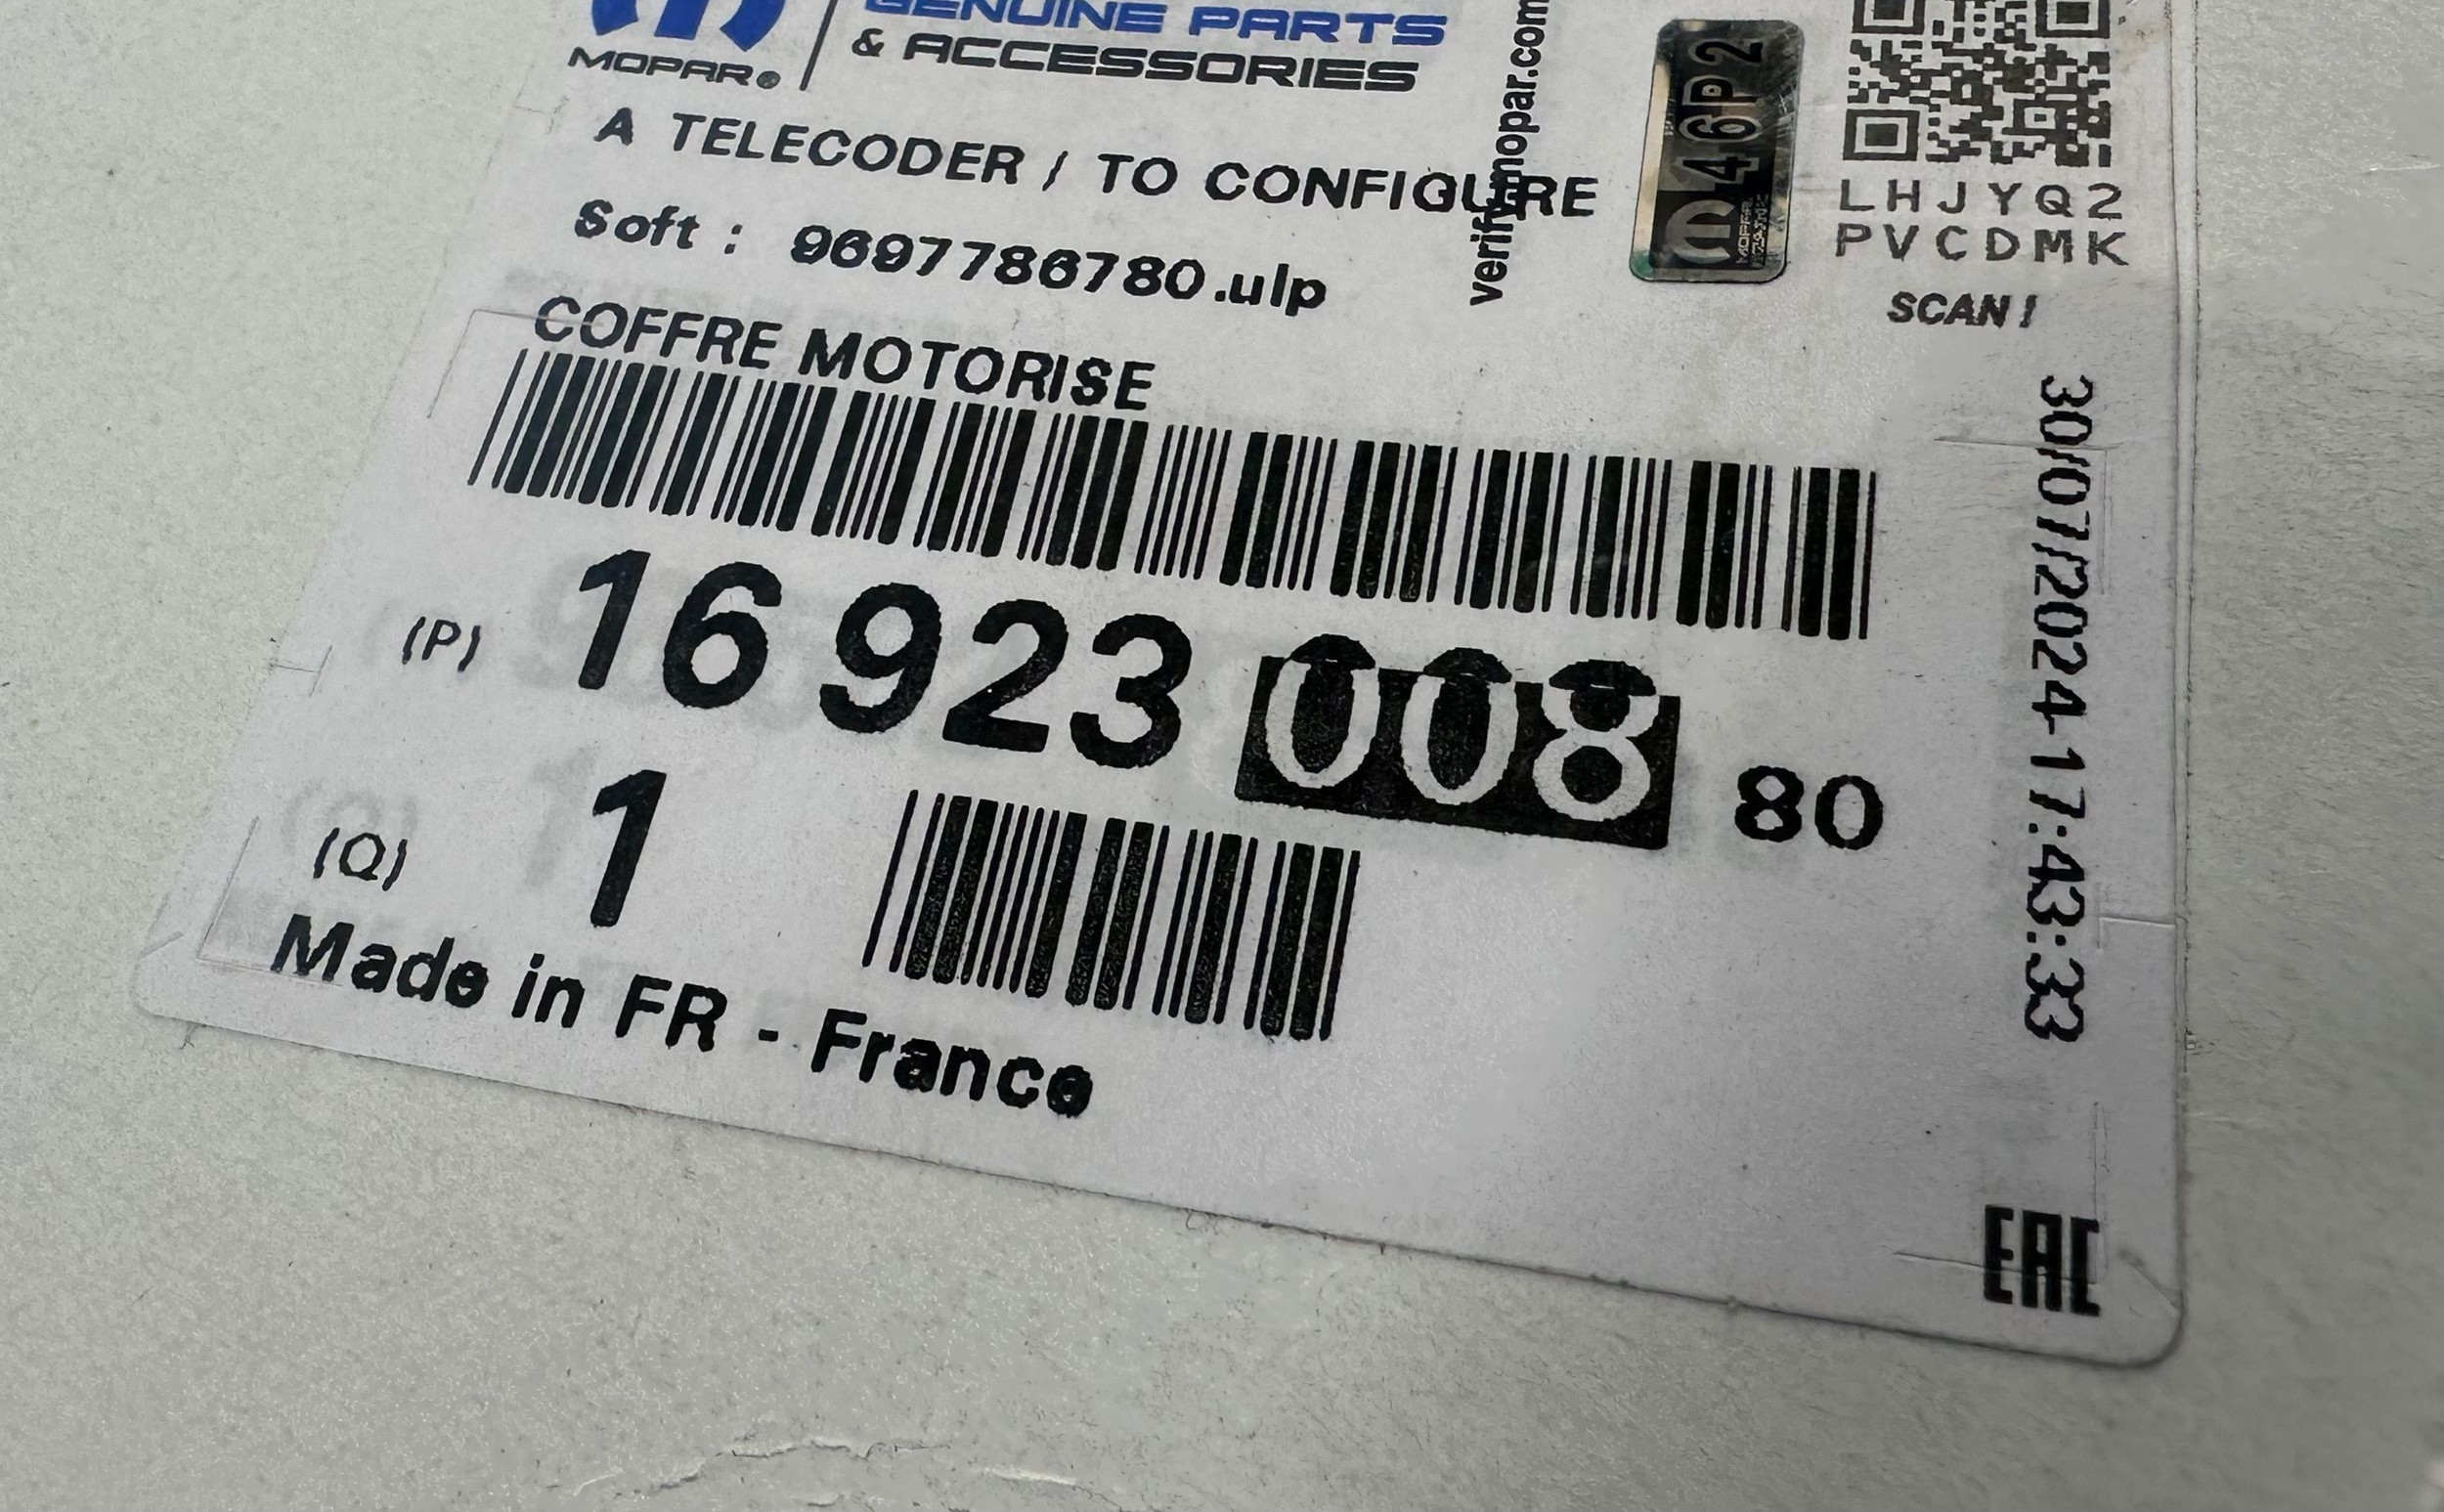 GENUINE PARTS
MOPAR®
& ACCESSORIES
verify.mopar.com
446P2
A TELECODER / TO CONFIGURE
LHJYQ2
PVCDMK
SCAN!
Soft : 9697786780.ulp
COFFRE MOTORISE
30/07/2024-17:43:33
(P) 16 923 008 80
(Q) 1
Made in FR - France
EAC